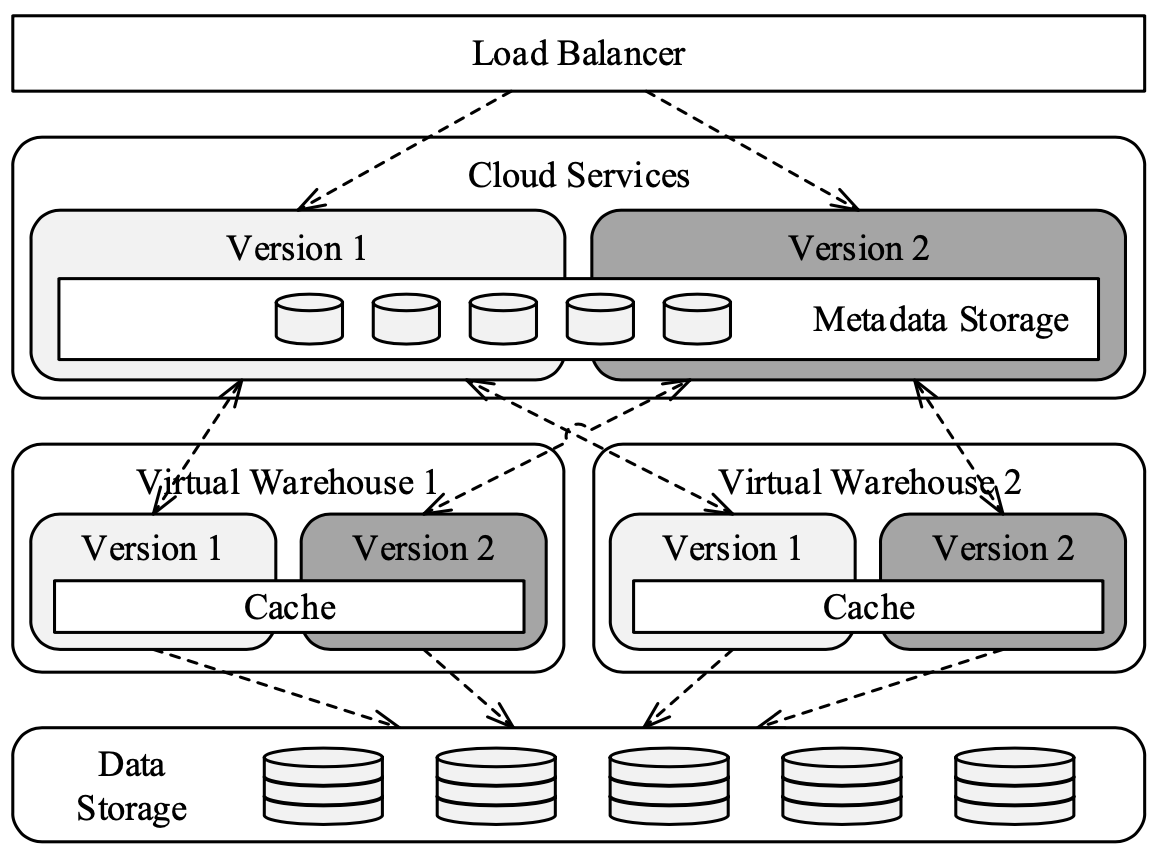 Load Balancer
Cloud Services
Version 1
Version 2
Metadata Storage
Virtual Warehouse 1
Virtual Warehouse 2
Version 1
Version 2
Version 1
Version 2
Cache
Cache
Data
Storage